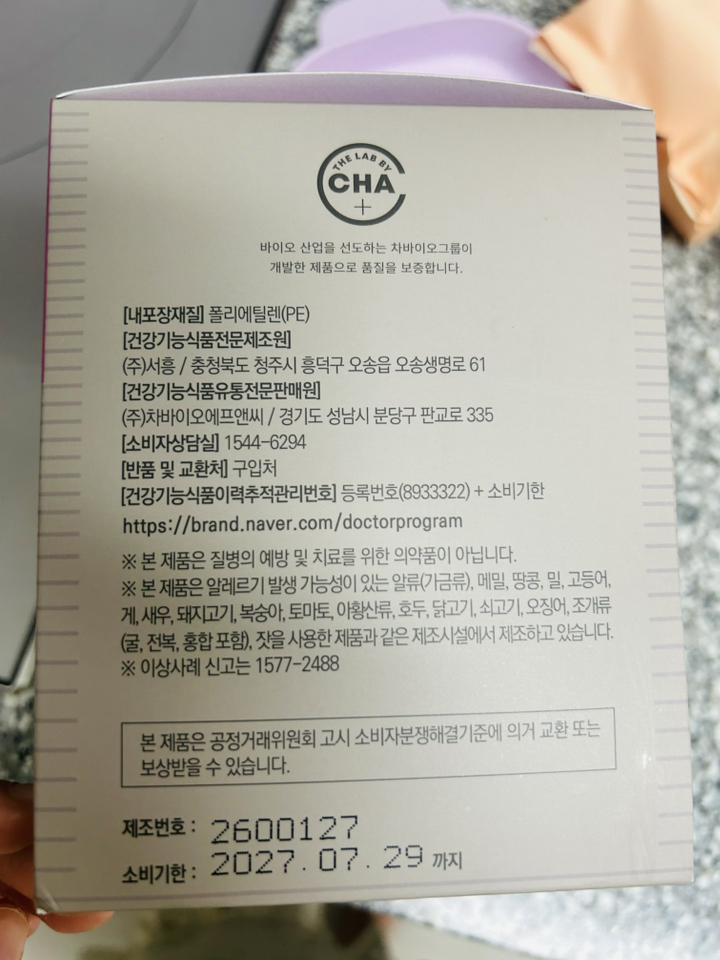 THE LAB BY
CHA
바이오 산업을 선도하는 차바이오그룹이
개발한 제품으로 품질을 보증합니다.
[내포장재질] 폴리에틸렌(PE)
[건강기능식품전문제조원]
(주)서흥 / 충청북도 청주시 흥덕구 오송읍 오송생명로 61
[건강기능식품유통전문판매원]
(주)차바이오에프앤씨 / 경기도 성남시 분당구 판교로 335
[소비자상담실] 1544-6294
[반품 및 교환처] 구입처
[건강기능식품이력추적관리번호] 등록번호(8933322) + 소비기한
https://brand.naver.com/doctorprogram
※ 본 제품은 질병의 예방 및 치료를 위한 의약품이 아닙니다.
※ 본 제품은 알레르기 발생 가능성이 있는 알류(가금류), 메밀, 땅콩, 밀, 고등어,
게, 새우, 돼지고기, 복숭아, 토마토, 아황산류, 호두, 닭고기, 쇠고기, 오징어, 조개류
(굴, 전복, 홍합 포함), 잣을 사용한 제품과 같은 제조시설에서 제조하고 있습니다.
※ 이상사례 신고는 1577-2488
본 제품은 공정거래위원회 고시 소비자분쟁해결기준에 의거 교환 또는
보상받을 수 있습니다.
제조번호 : 2600127
소비기한 : 2027.07.29 까지